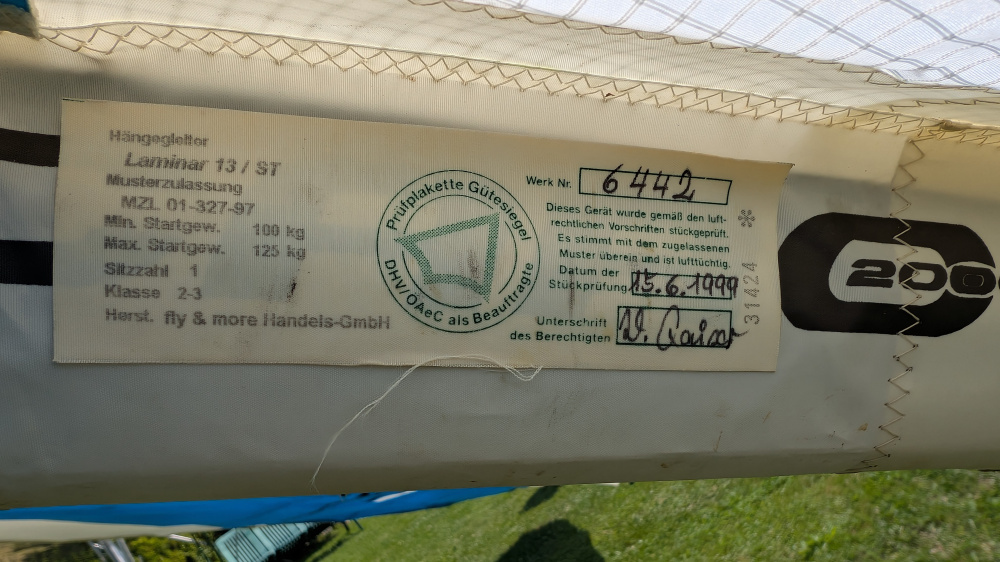 Hängegleiter
Laminar 13 / ST
Musterzulassung
MZL 01-327-97
Min. Startgew. 100 kg
Max. Startgew. 125 kg
Sitzzahl 1
Klasse 2-3
Herst. fly & more Handels-GmbH
Prüfplakette Gütesiegel
DHV/ÖAeC als Beauftragte
Werk Nr. 6442
Dieses Gerät wurde gemäß den luft-
rechtlichen Vorschriften stückgeprüft.
Es stimmt mit dem zugelassenen
Muster überein und ist lufttüchtig.
Datum der
Stückprüfung 15.6.1999
Unterschrift
des Berechtigten
* 31424
200